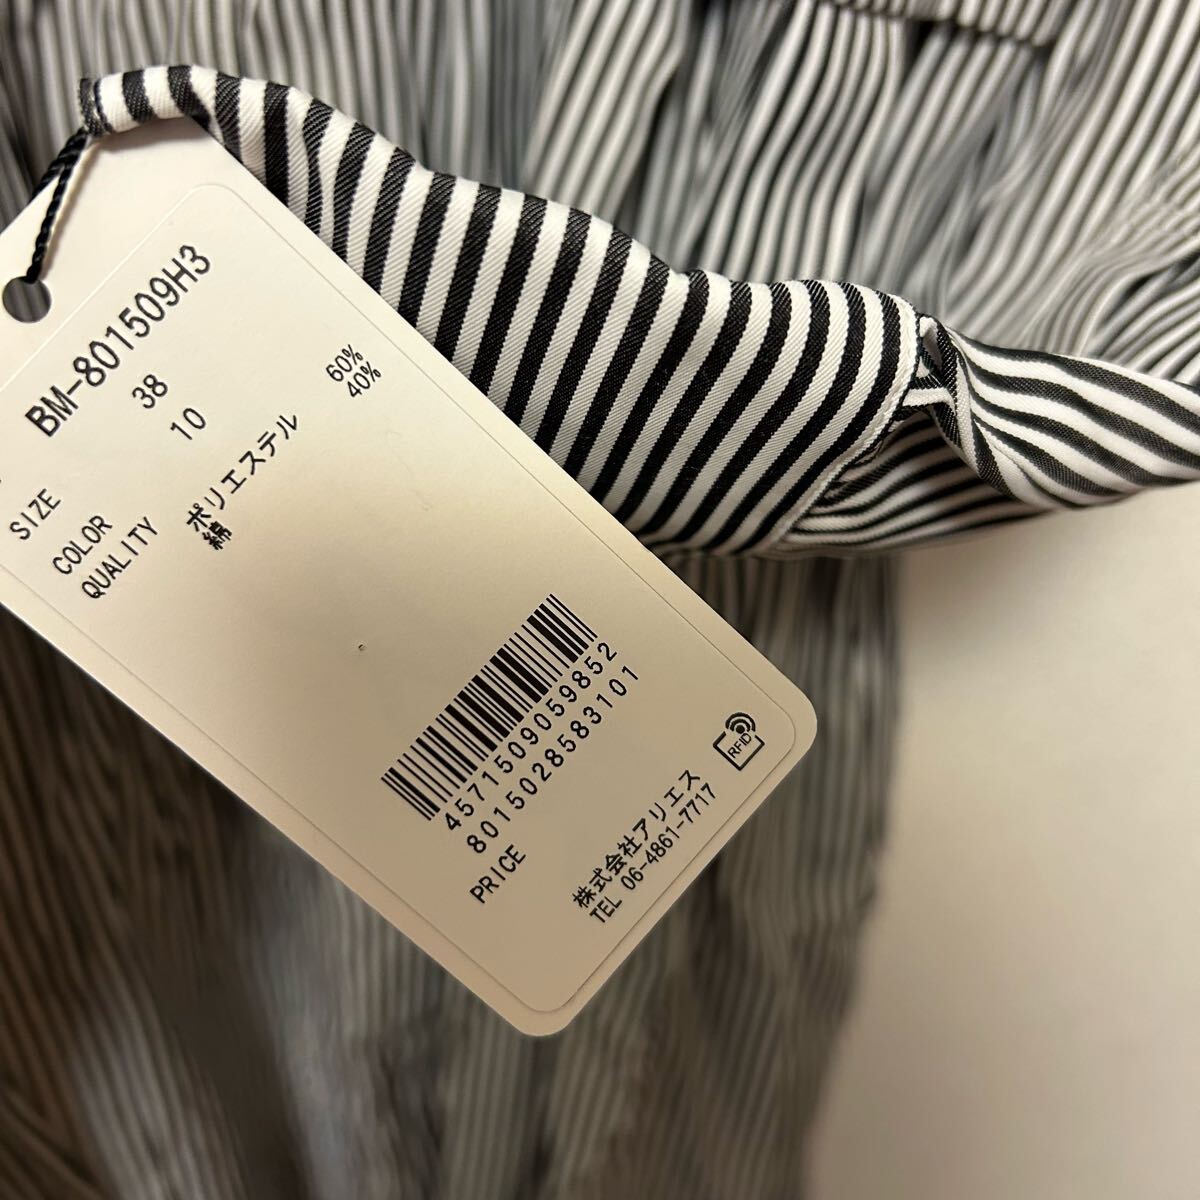 BM-801509H3
SIZE 38
COLOR 10
QUALITY ポリエステル 60%
綿 40%
4571509059852
8015028583101
PRICE
RFID
株式会社アリエス
TEL 06-4861-7717